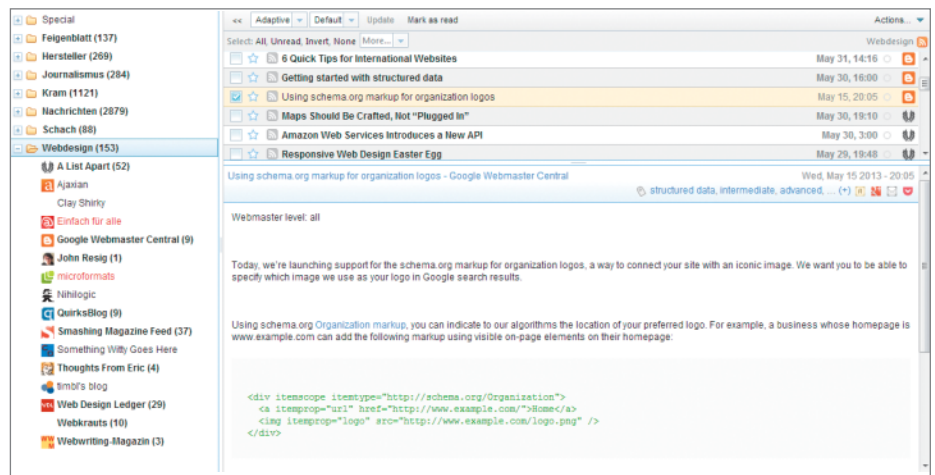 Special
Feigenblatt (137)
Hersteller (269)
Journalismus (284)
Kram (1121)
Nachrichten (2879)
Schach (88)
Webdesign (153)
A List Apart (52)
Ajaxian
Clay Shirky
Einfach für alle
Google Webmaster Central (9)
John Resig (1)
microformats
Nihilogic
QuirksBlog (9)
Smashing Magazine Feed (37)
Something Witty Goes Here
Thoughts From Eric (4)
timbl's blog
Web Design Ledger (29)
Webkrauts (10)
Webwriting-Magazin (3)
<< Adaptive Default Update Mark as read Actions...
Select: All, Unread, Invert, None More... Webdesign
6 Quick Tips for International Websites May 31, 14:16
Getting started with structured data May 30, 16:00
Using schema.org markup for organization logos May 15, 20:05
Maps Should Be Crafted, Not "Plugged In" May 30, 19:10
Amazon Web Services Introduces a New API May 30, 3:00
Responsive Web Design Easter Egg May 29, 19:48
Using schema.org markup for organization logos - Google Webmaster Central Wed, May 15 2013 - 20:05
structured data, intermediate, advanced, ... (+)
Webmaster level: all
Today, we're launching support for the schema.org markup for organization logos, a way to connect your site with an iconic image. We want you to be able to
specify which image we use as your logo in Google search results.
Using schema.org Organization markup, you can indicate to our algorithms the location of your preferred logo. For example, a business whose homepage is
www.example.com can add the following markup using visible on-page elements on their homepage:
<div itemscope itemtype="http://schema.org/Organization">
<a itemprop="url" href="http://www.example.com/">Home</a>
<img itemprop="logo" src="http://www.example.com/logo.png" />
</div>